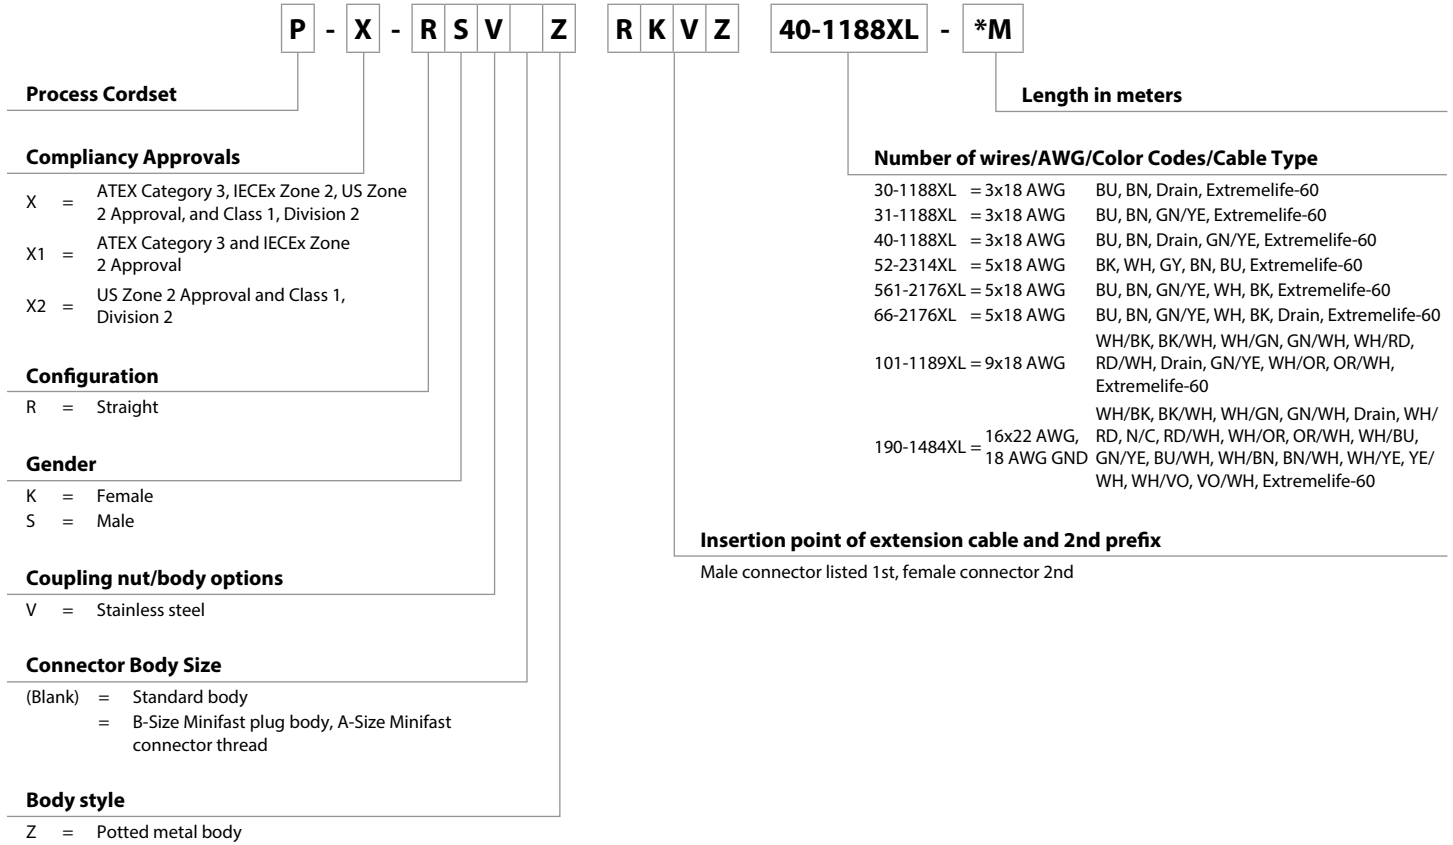 P - X - R S V Z R K V Z 40-1188XL - *M
Process Cordset
Length in meters
Compliancy Approvals
X = ATEX Category 3, IECEx Zone 2, US Zone
2 Approval, and Class 1, Division 2
X1 = ATEX Category 3 and IECEx Zone
2 Approval
X2 = US Zone 2 Approval and Class 1,
Division 2
Configuration
R = Straight
Gender
K = Female
S = Male
Coupling nut/body options
V = Stainless steel
Connector Body Size
(Blank) = Standard body
= B-Size Minifast plug body, A-Size Minifast
connector thread
Body style
Z = Potted metal body
Number of wires/AWG/Color Codes/Cable Type
30-1188XL = 3x18 AWG BU, BN, Drain, Extremelife-60
31-1188XL = 3x18 AWG BU, BN, GN/YE, Extremelife-60
40-1188XL = 3x18 AWG BU, BN, Drain, GN/YE, Extremelife-60
52-2314XL = 5x18 AWG BK, WH, GY, BN, BU, Extremelife-60
561-2176XL = 5x18 AWG BU, BN, GN/YE, WH, BK, Extremelife-60
66-2176XL = 5x18 AWG BU, BN, GN/YE, WH, BK, Drain, Extremelife-60
WH/BK, BK/WH, WH/GN, GN/WH, WH/RD,
101-1189XL = 9x18 AWG RD/WH, Drain, GN/YE, WH/OR, OR/WH,
Extremelife-60
WH/BK, BK/WH, WH/GN, GN/WH, Drain, WH/
190-1484XL = 16x22 AWG, RD, N/C, RD/WH, WH/OR, OR/WH, WH/BU,
18 AWG GND GN/YE, BU/WH, WH/BN, BN/WH, WH/YE, YE/
WH, WH/VO, VO/WH, Extremelife-60
Insertion point of extension cable and 2nd prefix
Male connector listed 1st, female connector 2nd